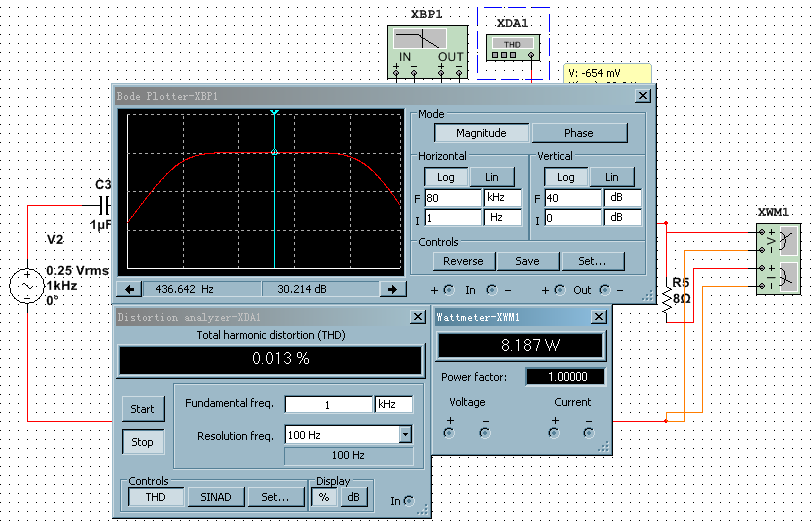 XBP1
XDA1
IN OUT
THD
V: -654 mV
Bode Plotter-XBP1
Mode
Magnitude Phase
Horizontal Vertical
Log Lin Log Lin
F 80 kHz F 40 dB
I 1 Hz I 0 dB
Controls
Reverse Save Set...
436.642 Hz 30.214 dB
+ In − + Out −
C3
1µF
V2
0.25 Vrms
1kHz
0°
XWM1
V
I
R5
8Ω
Distortion analyzer-XDA1
Total harmonic distortion (THD)
0.013 %
Start
Stop
Fundamental freq. 1 kHz
Resolution freq. 100 Hz
100 Hz
Controls Display
THD SINAD Set... % dB In
Wattmeter-XWM1
8.187 W
Power factor: 1.00000
Voltage Current
+ − + −